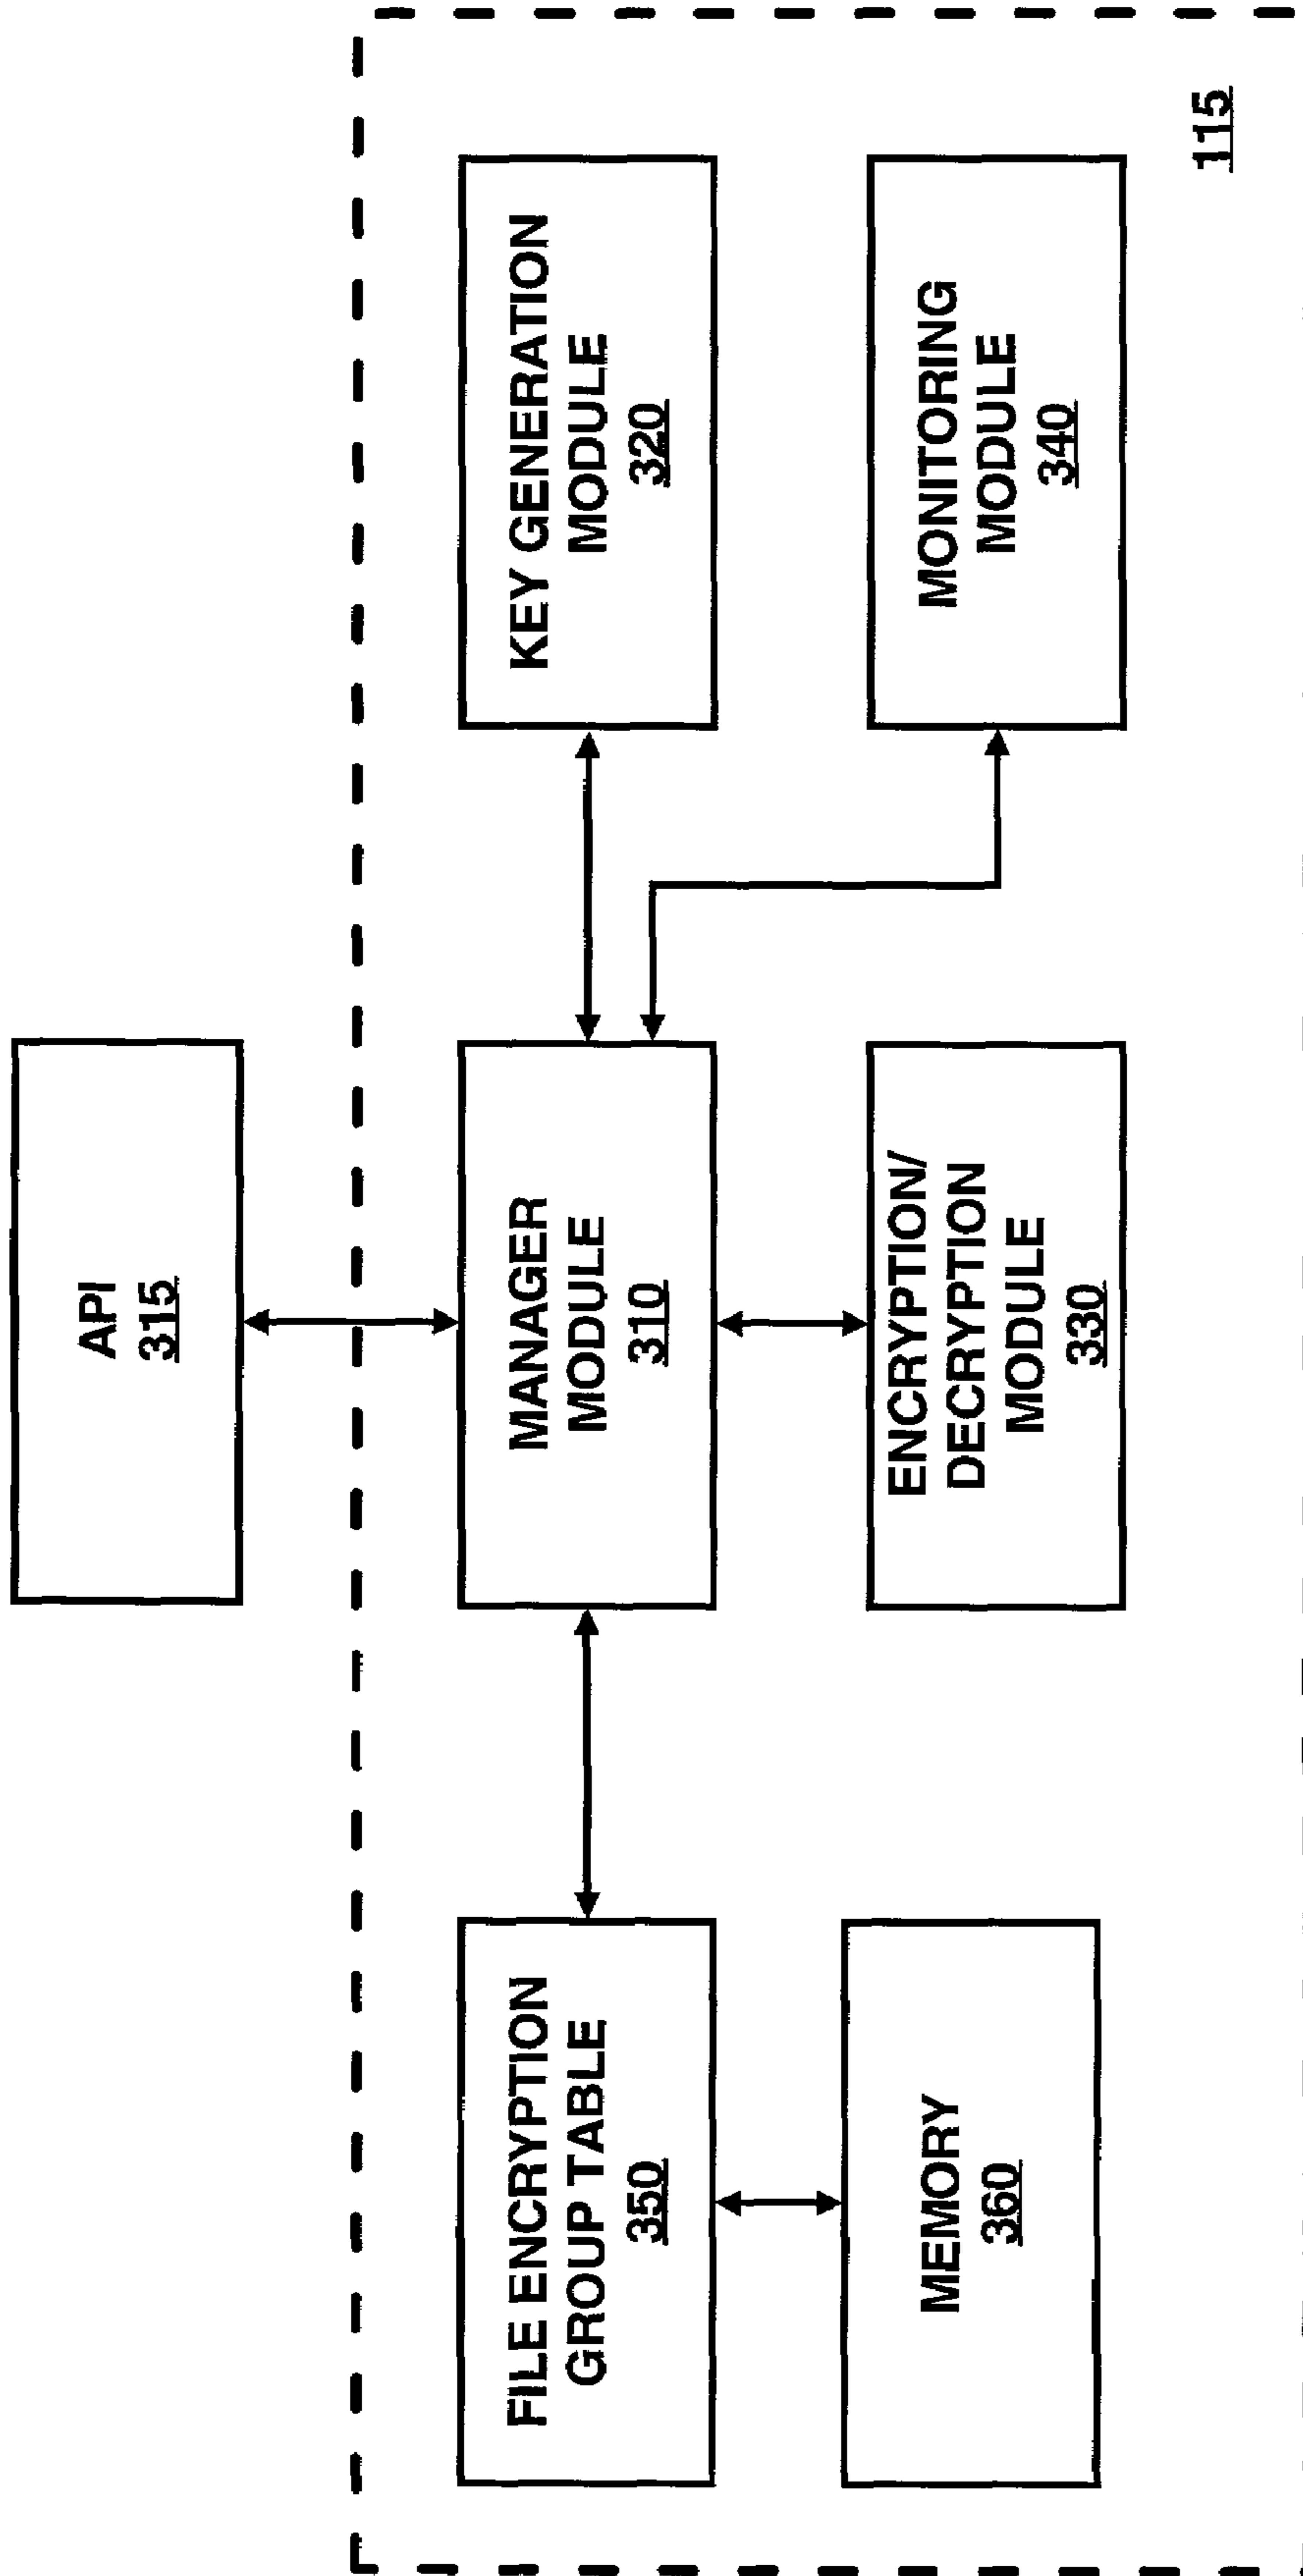 API
315
FILE ENCRYPTION
GROUP TABLE
350
MANAGER
MODULE
310
KEY GENERATION
MODULE
320
MEMORY
360
ENCRYPTION/
DECRYPTION
MODULE
330
MONITORING
MODULE
340
115